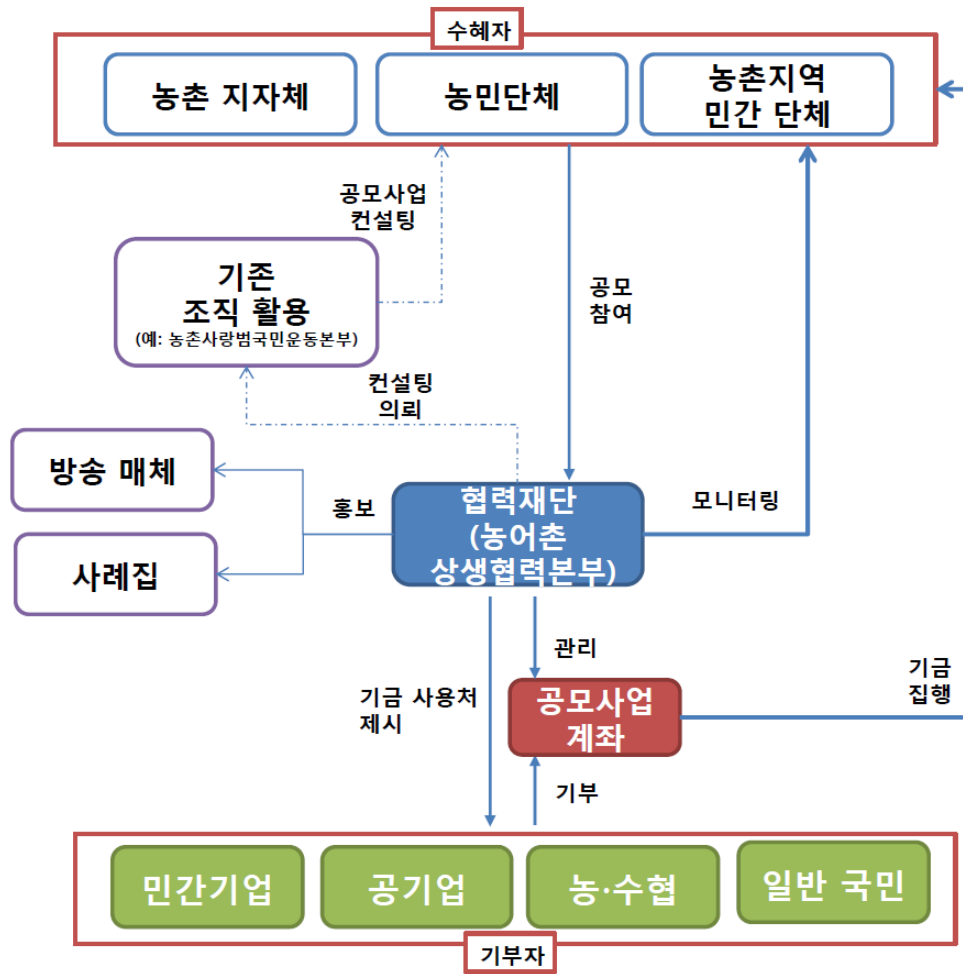 수혜자
농촌 지자체
농민단체
농촌지역
민간 단체
공모사업
컨설팅
기존
조직 활용
(예: 농촌사랑범국민운동본부)
공모
참여
컨설팅
의뢰
방송 매체
사례집
홍보
협력재단
(농어촌
상생협력본부)
모니터링
관리
기금 사용처
제시
공모사업
계좌
기금
집행
기부
민간기업
공기업
농·수협
일반 국민
기부자